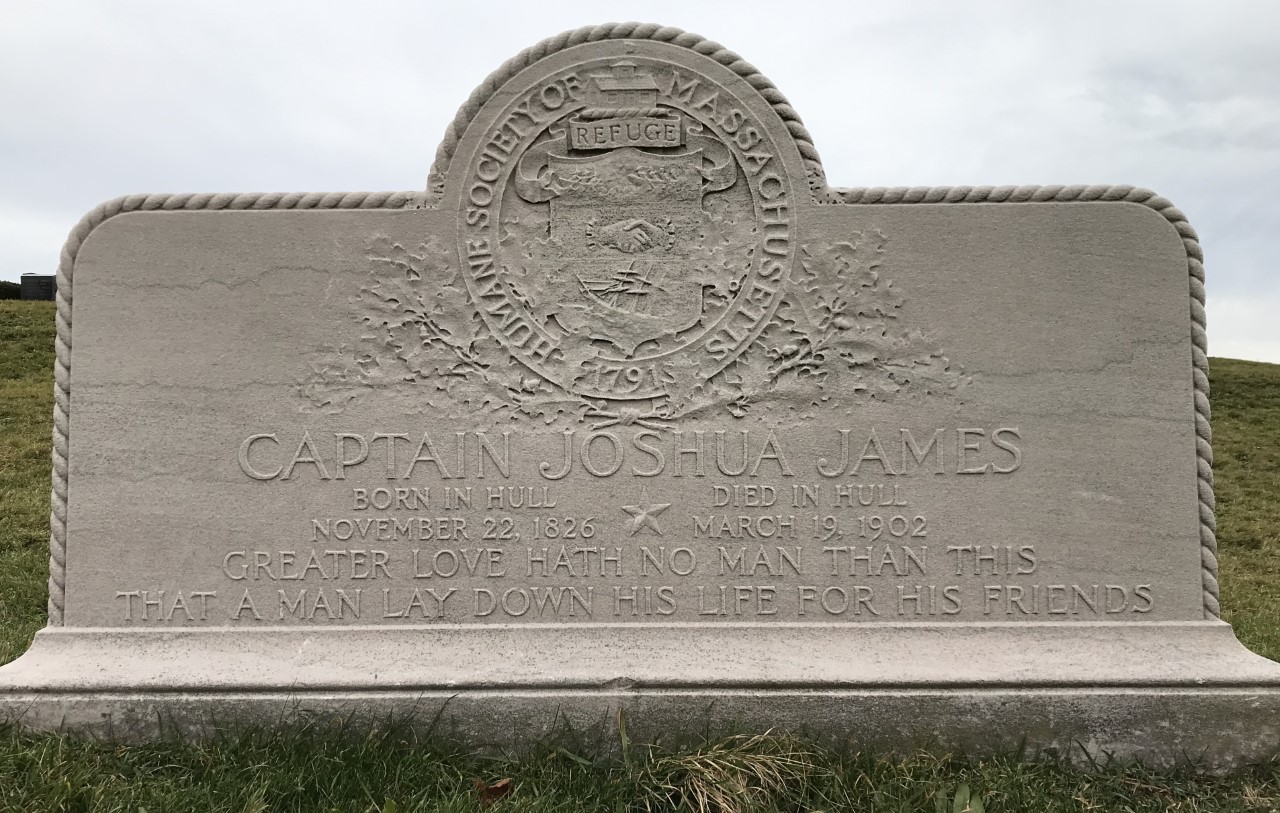 HUMANE SOCIETY OF MASSACHUSETTS
REFUGE
1791
CAPTAIN JOSHUA JAMES
BORN IN HULL DIED IN HULL
NOVEMBER 22, 1826 MARCH 19, 1902
GREATER LOVE HATH NO MAN THAN THIS
THAT A MAN LAY DOWN HIS LIFE FOR HIS FRIENDS